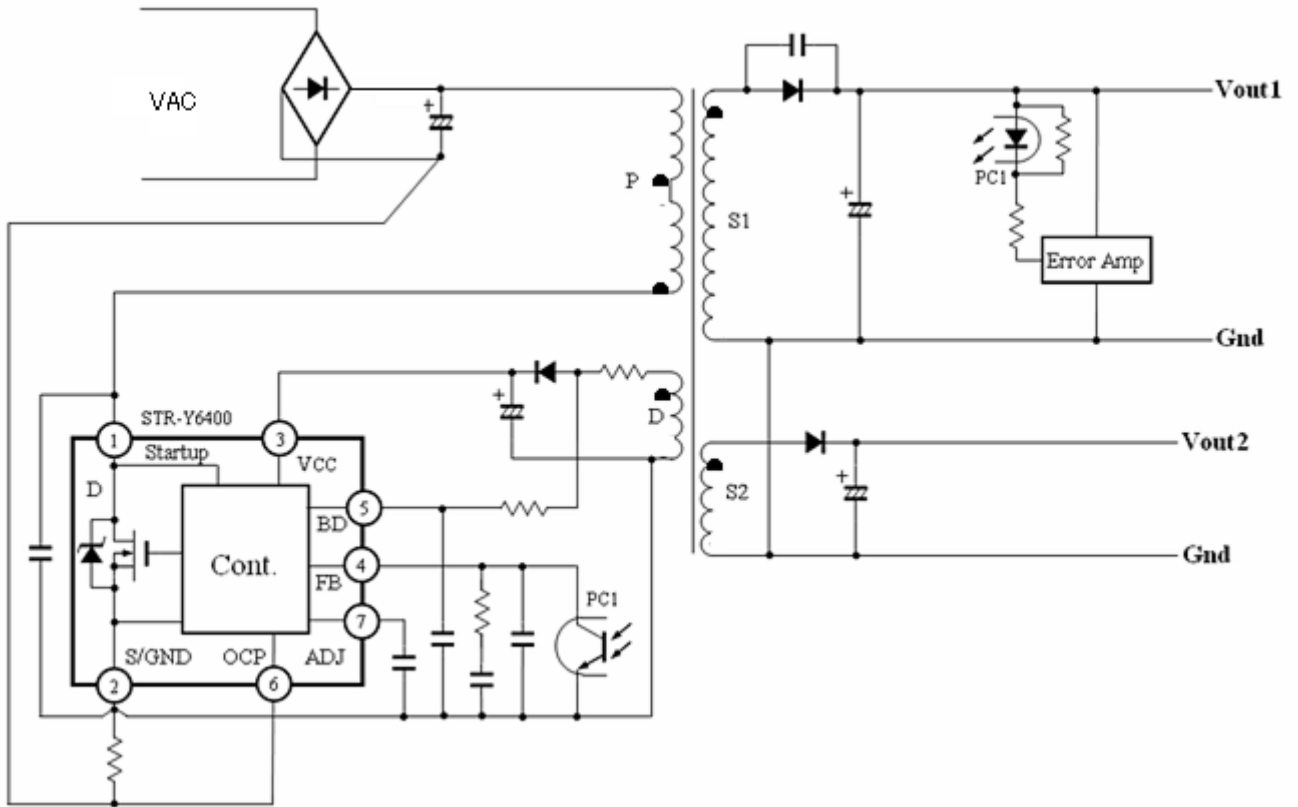 VAC
+
Vout1
PC1
P
S1
+
Error Amp
Gnd
STR-Y6400
1
3
Startup
VCC
+
D
D
5
BD
Vout2
S2
+
Cont.
4
FB
PC1
Gnd
7
S/GND
OCP
ADJ
2
6